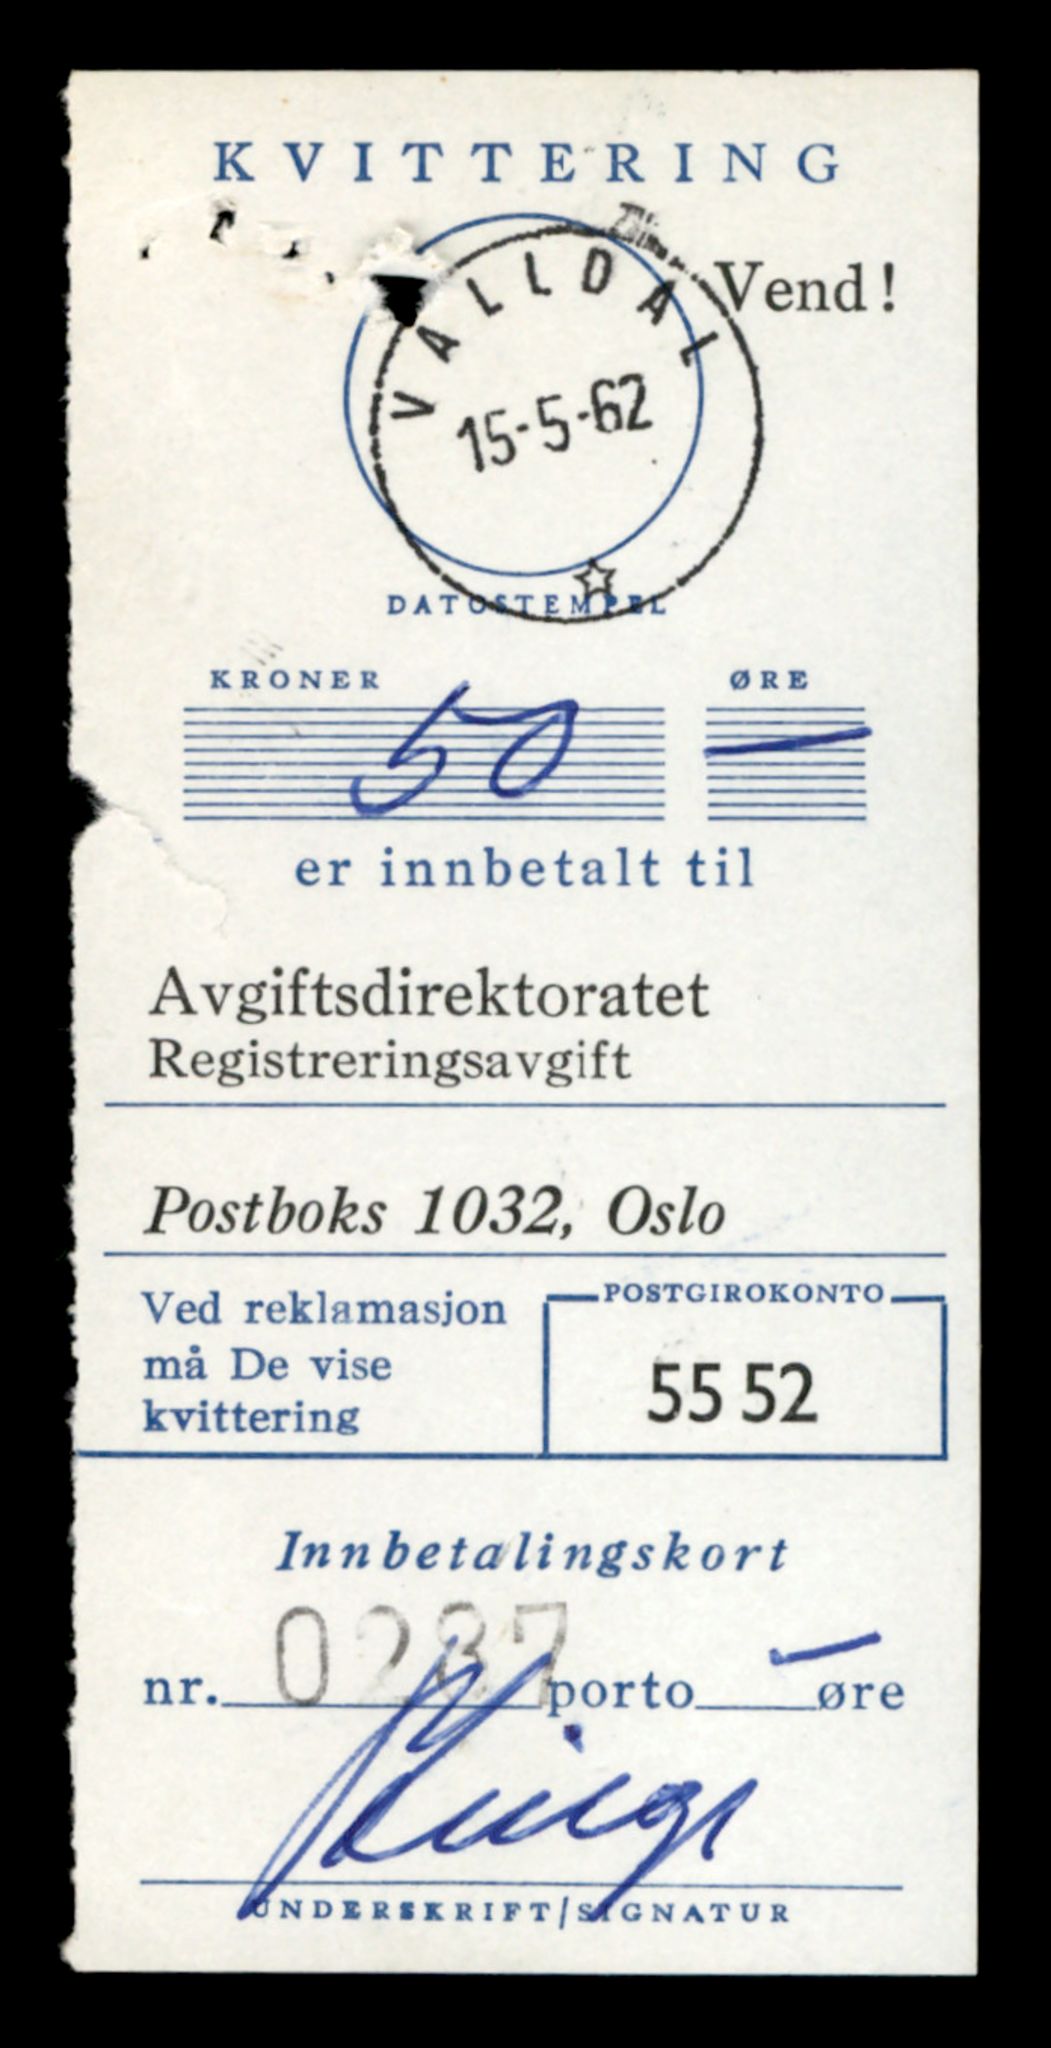 KVITTERING
Vend!
VALLDAL
15-5-62
DATOSTEMPEL
KRONER ØRE
50 —
er innbetalt til
Avgiftsdirektoratet
Registreringsavgift
Postboks 1032, Oslo
Ved reklamasjon
må De vise
kvittering
POSTGIROKONTO
55 52
Innbetalingskort
nr. 0287 porto — øre
UNDERSKRIFT/SIGNATUR